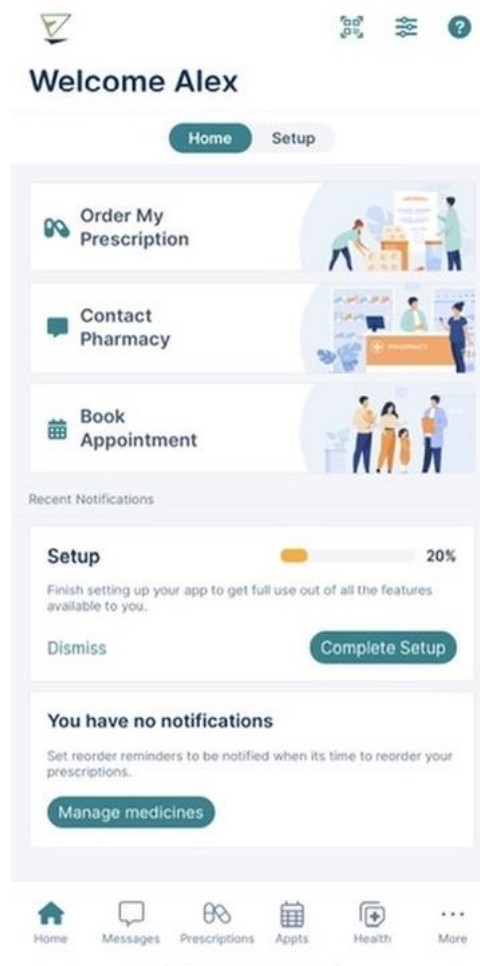 Welcome Alex
Home Setup
Order My
Prescription
Contact
Pharmacy
PHARMACY
Book
Appointment
Recent Notifications
Setup 20%
Finish setting up your app to get full use out of all the features
available to you.
Dismiss Complete Setup
You have no notifications
Set reorder reminders to be notified when its time to reorder your
prescriptions.
Manage medicines
Home Messages Prescriptions Appts Health More